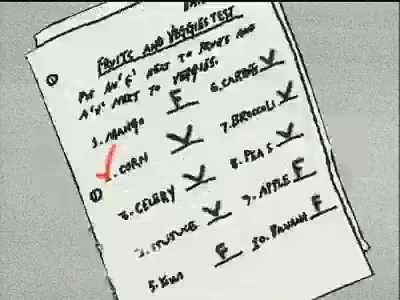 FRUITS AND VEGGIES TEST
PUT AN 'F' NEXT TO FRUITS AND
A 'V' NEXT TO VEGGIES.
1. MANGO F
CORN V
CELERY V
V
5. KIWI F
6. CARROTS V
7. BROCCOLI V
8. PEAS V
9. APPLE F
10. BANANA F